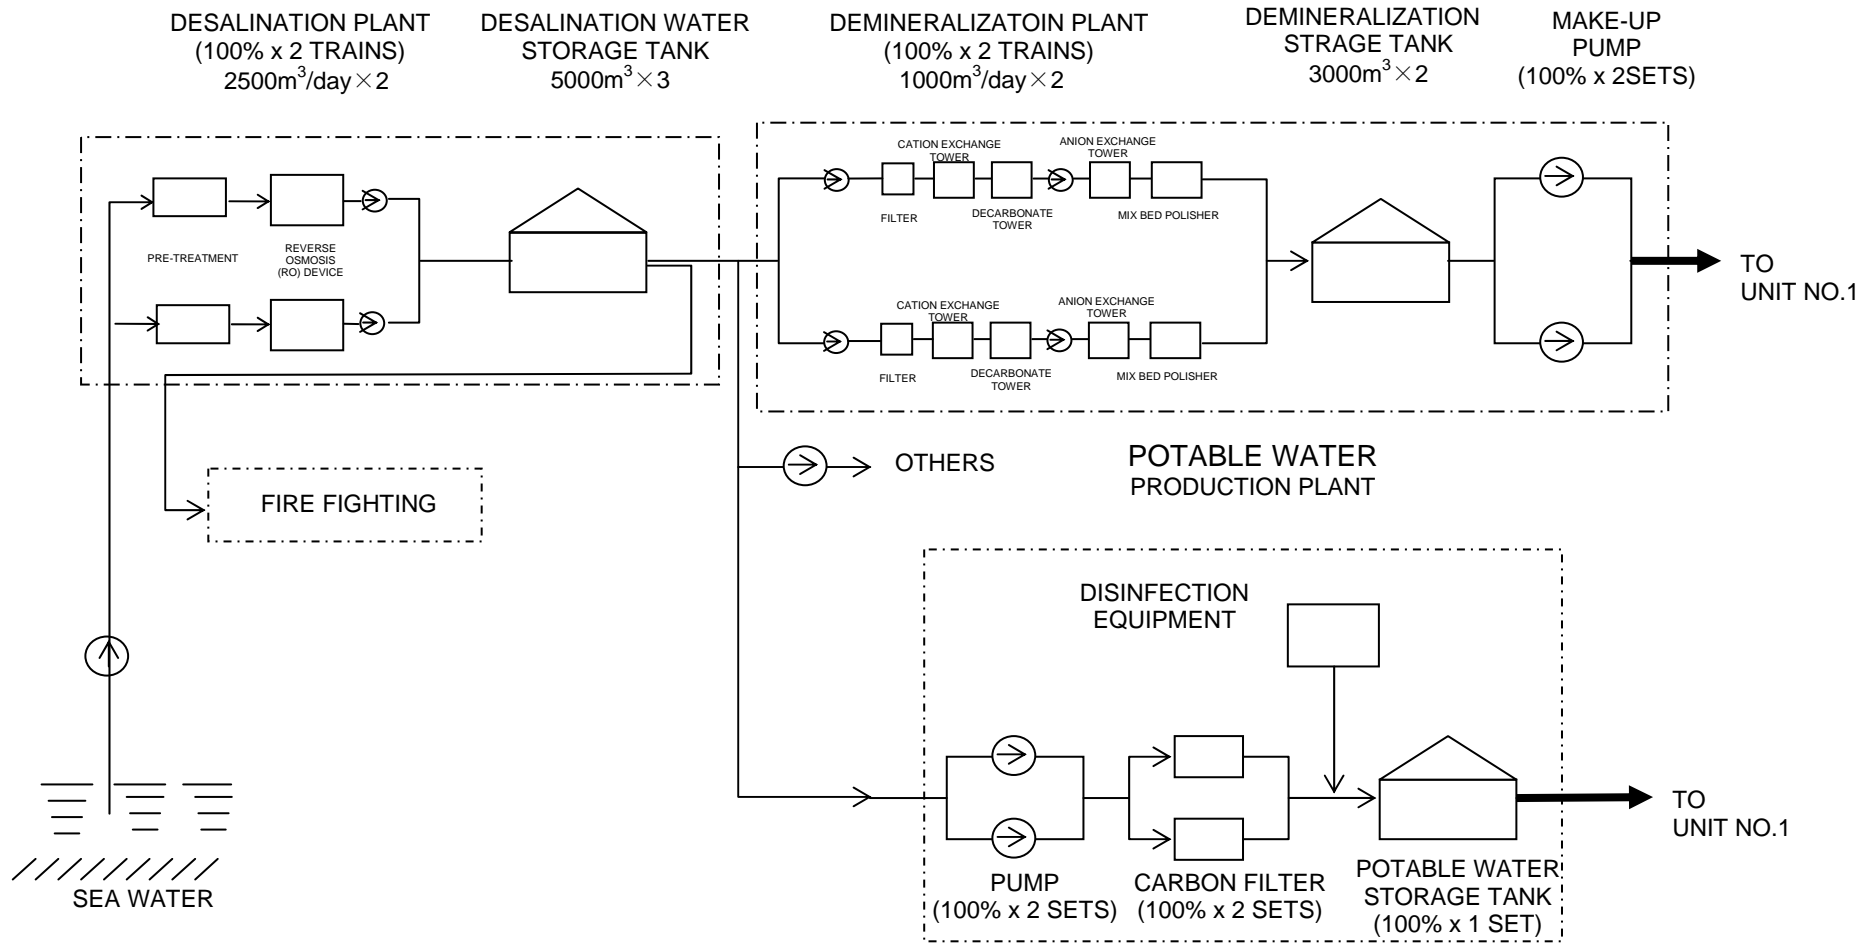 DESALINATION PLANT
(100% x 2 TRAINS)
2500m³/day×2
DESALINATION WATER
STORAGE TANK
5000m³×3
DEMINERALIZATOIN PLANT
(100% x 2 TRAINS)
1000m³/day×2
DEMINERALIZATION
STRAGE TANK
3000m³×2
MAKE-UP
PUMP
(100% x 2SETS)
PRE-TREATMENT
REVERSE
OSMOSIS
(RO) DEVICE
CATION EXCHANGE
TOWER
ANION EXCHANGE
TOWER
FILTER
DECARBONATE
TOWER
MIX BED POLISHER
CATION EXCHANGE
TOWER
ANION EXCHANGE
TOWER
FILTER
DECARBONATE
TOWER
MIX BED POLISHER
TO
UNIT NO.1
FIRE FIGHTING
OTHERS
POTABLE WATER
PRODUCTION PLANT
DISINFECTION
EQUIPMENT
TO
UNIT NO.1
SEA WATER
PUMP
(100% x 2 SETS)
CARBON FILTER
(100% x 2 SETS)
POTABLE WATER
STORAGE TANK
(100% x 1 SET)